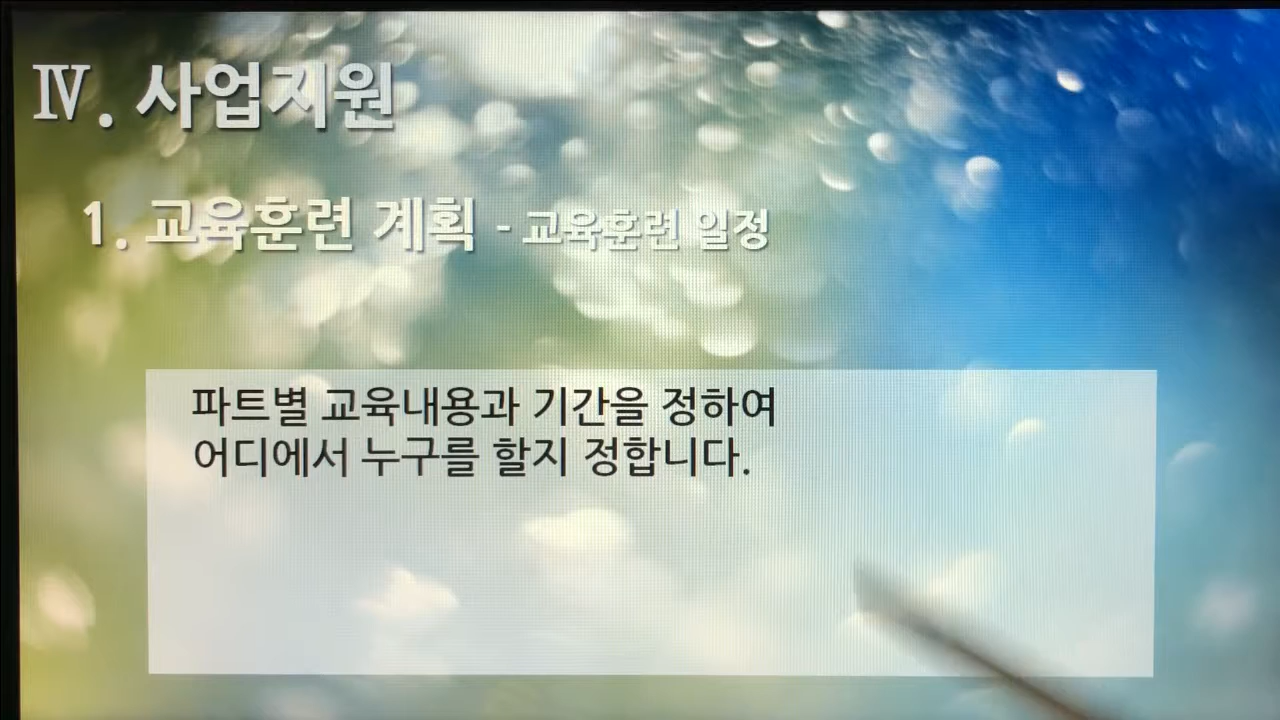 Ⅳ. 사업지원
1. 교육훈련 계획 - 교육훈련 일정
파트별 교육내용과 기간을 정하여
어디에서 누구를 할지 정합니다.